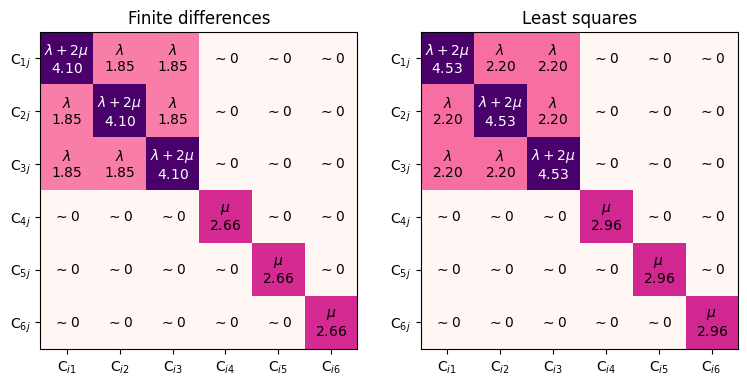 Finite differences
C1j
λ + 2μ λ λ ~ 0 ~ 0 ~ 0
4.10 1.85 1.85
C2j
λ λ + 2μ λ ~ 0 ~ 0 ~ 0
1.85 4.10 1.85
C3j
λ λ λ + 2μ ~ 0 ~ 0 ~ 0
1.85 1.85 4.10
C4j
~ 0 ~ 0 ~ 0 μ ~ 0 ~ 0
2.66
C5j
~ 0 ~ 0 ~ 0 ~ 0 μ ~ 0
2.66
C6j
~ 0 ~ 0 ~ 0 ~ 0 ~ 0 μ
2.66
Ci1 Ci2 Ci3 Ci4 Ci5 Ci6
Least squares
C1j
λ + 2μ λ λ ~ 0 ~ 0 ~ 0
4.53 2.20 2.20
C2j
λ λ + 2μ λ ~ 0 ~ 0 ~ 0
2.20 4.53 2.20
C3j
λ λ λ + 2μ ~ 0 ~ 0 ~ 0
2.20 2.20 4.53
C4j
~ 0 ~ 0 ~ 0 μ ~ 0 ~ 0
2.96
C5j
~ 0 ~ 0 ~ 0 ~ 0 μ ~ 0
2.96
C6j
~ 0 ~ 0 ~ 0 ~ 0 ~ 0 μ
2.96
Ci1 Ci2 Ci3 Ci4 Ci5 Ci6